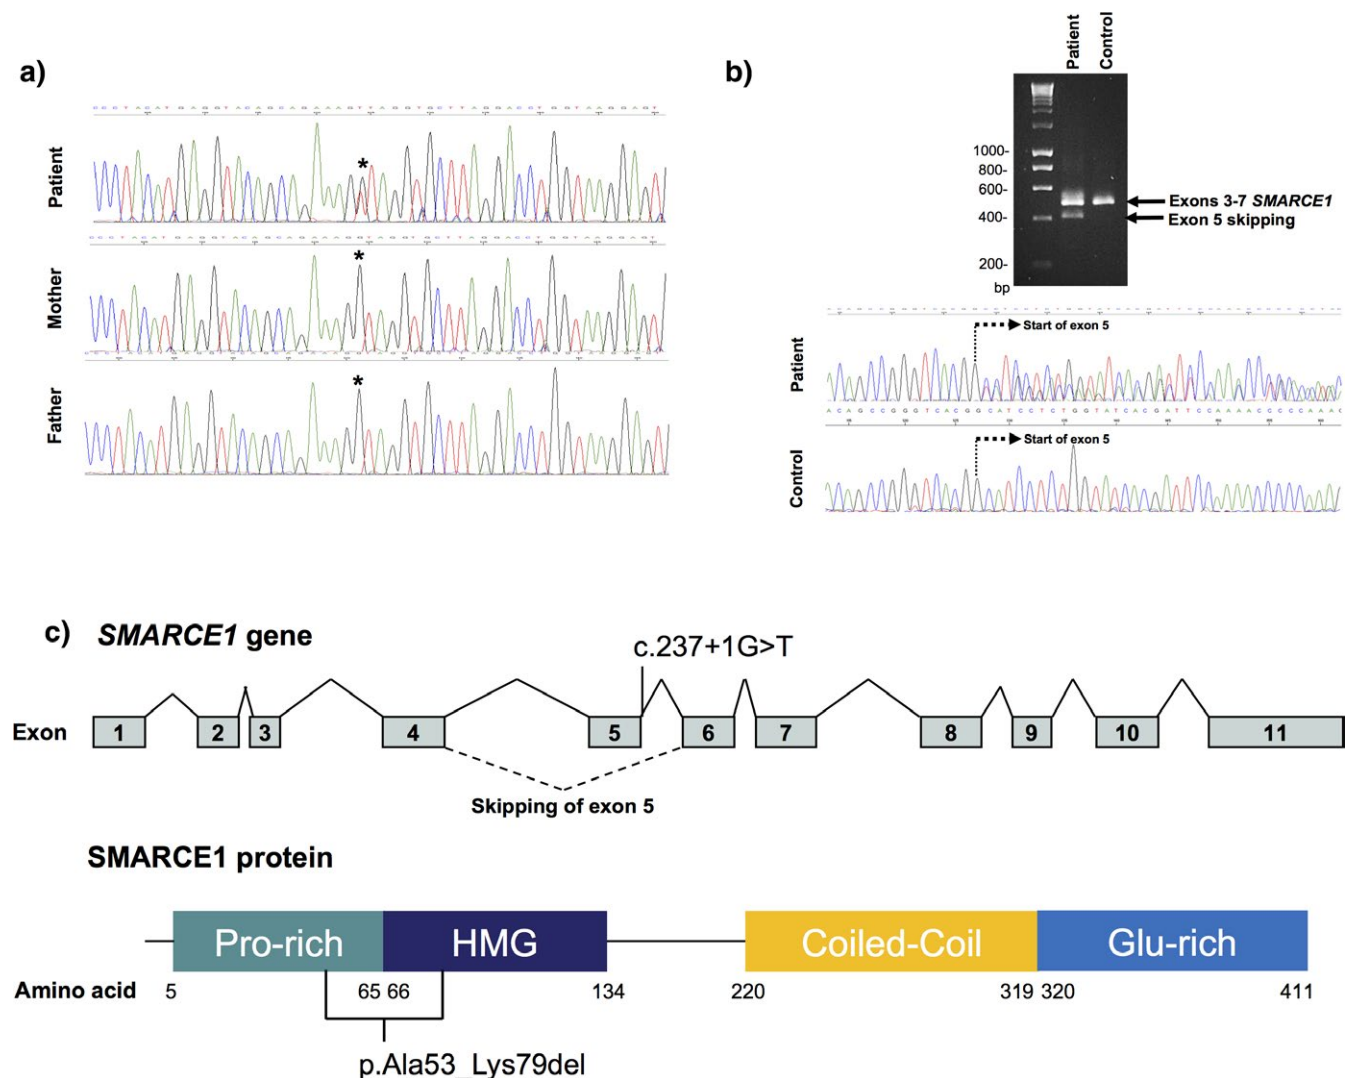 a)
CCCTACATGAGGTACAGCAGAAAGTTAGGTGCTTAGGACCTGGTAAGGAGT
Patient
*
Mother
*
Father
*
b)
Patient
Control
1000-
800-
600-
400-
200-
bp
Exons 3-7 SMARCE1
Exon 5 skipping
Start of exon 5
Patient
ACAGCCGGGTCACGGCATCCTCTGGTATCACGATTCCAAAACCCCCAAAC
Start of exon 5
Control
c) SMARCE1 gene
c.237+1G>T
Exon 1 2 3 4 5 6 7 8 9 10 11
Skipping of exon 5
SMARCE1 protein
Pro-rich HMG Coiled-Coil Glu-rich
Amino acid 5 65 66 134 220 319 320 411
p.Ala53_Lys79del